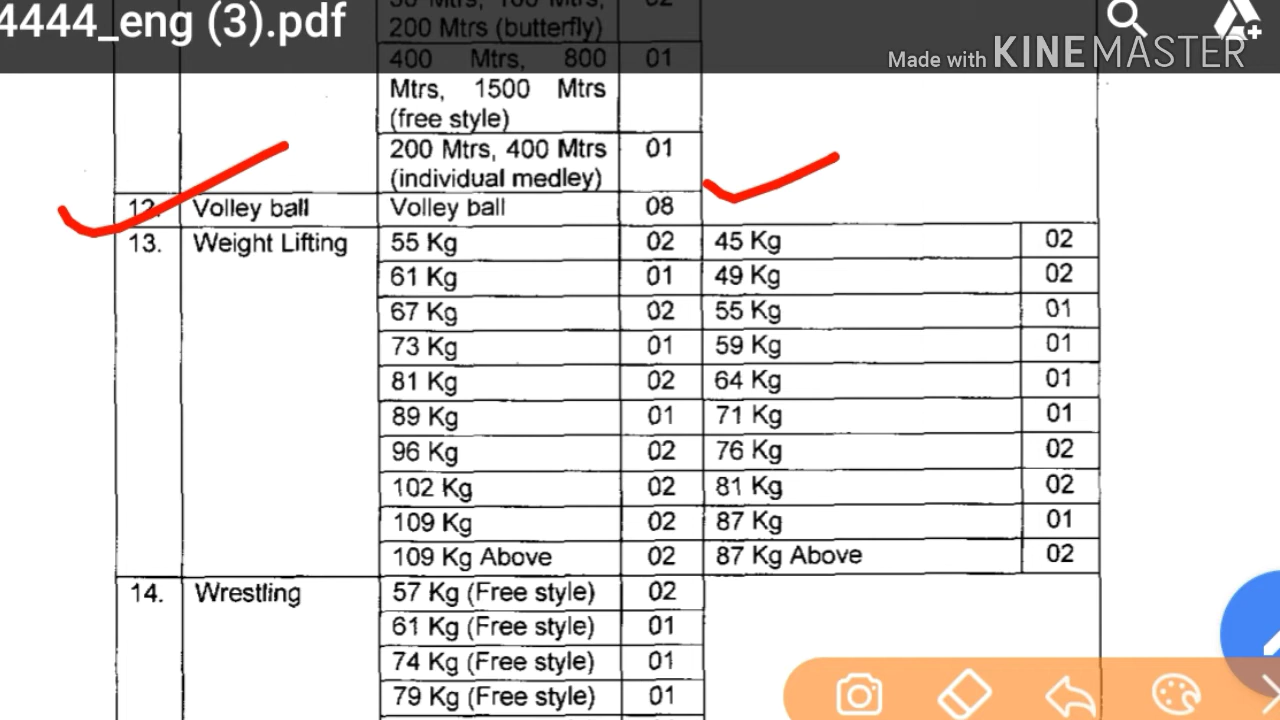 4444_eng (3).pdf
Made with KINEMASTER
200 Mtrs (butterfly)
400 Mtrs, 800 01
Mtrs, 1500 Mtrs
(free style)
200 Mtrs, 400 Mtrs 01
(individual medley)
12. Volley ball Volley ball 08
13. Weight Lifting 55 Kg 02 45 Kg 02
61 Kg 01 49 Kg 02
67 Kg 02 55 Kg 01
73 Kg 01 59 Kg 01
81 Kg 02 64 Kg 01
89 Kg 01 71 Kg 01
96 Kg 02 76 Kg 02
102 Kg 02 81 Kg 02
109 Kg 02 87 Kg 01
109 Kg Above 02 87 Kg Above 02
14. Wrestling 57 Kg (Free style) 02
61 Kg (Free style) 01
74 Kg (Free style) 01
79 Kg (Free style) 01